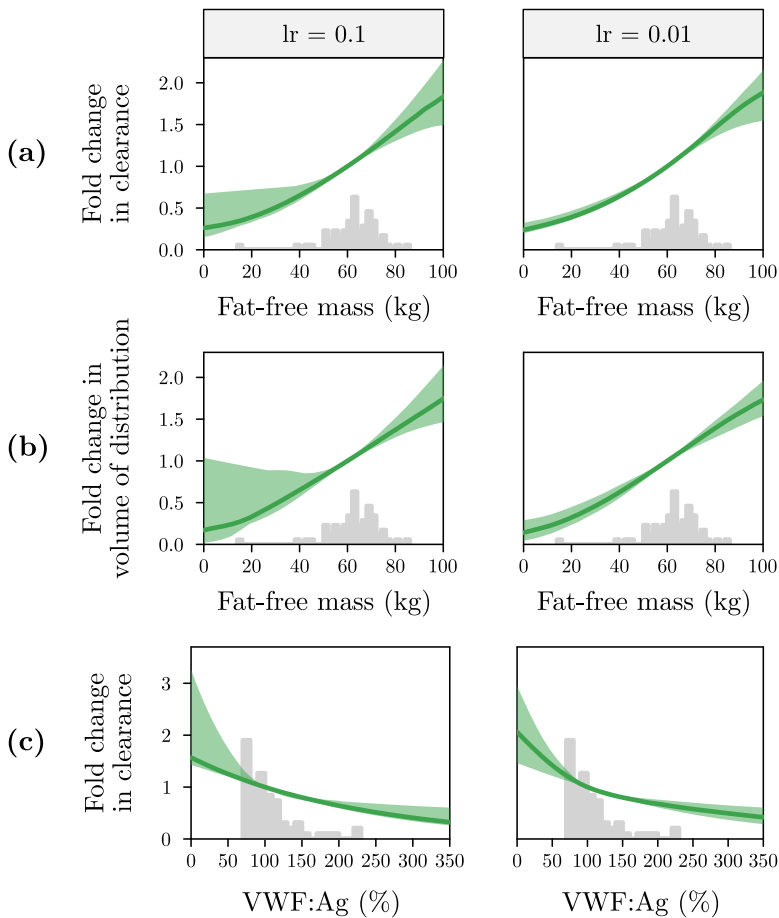 lr = 0.1
lr = 0.01
(a)
Fold change
in clearance
2.0
1.5
1.0
0.5
0.0
0 20 40 60 80 100
0 20 40 60 80 100
Fat-free mass (kg)
Fat-free mass (kg)
(b)
Fold change in
volume of distribution
2.0
1.5
1.0
0.5
0.0
0 20 40 60 80 100
0 20 40 60 80 100
Fat-free mass (kg)
Fat-free mass (kg)
(c)
Fold change
in clearance
3
2
1
0
0 50 100 150 200 250 300 350
0 50 100 150 200 250 300 350
VWF:Ag (%)
VWF:Ag (%)